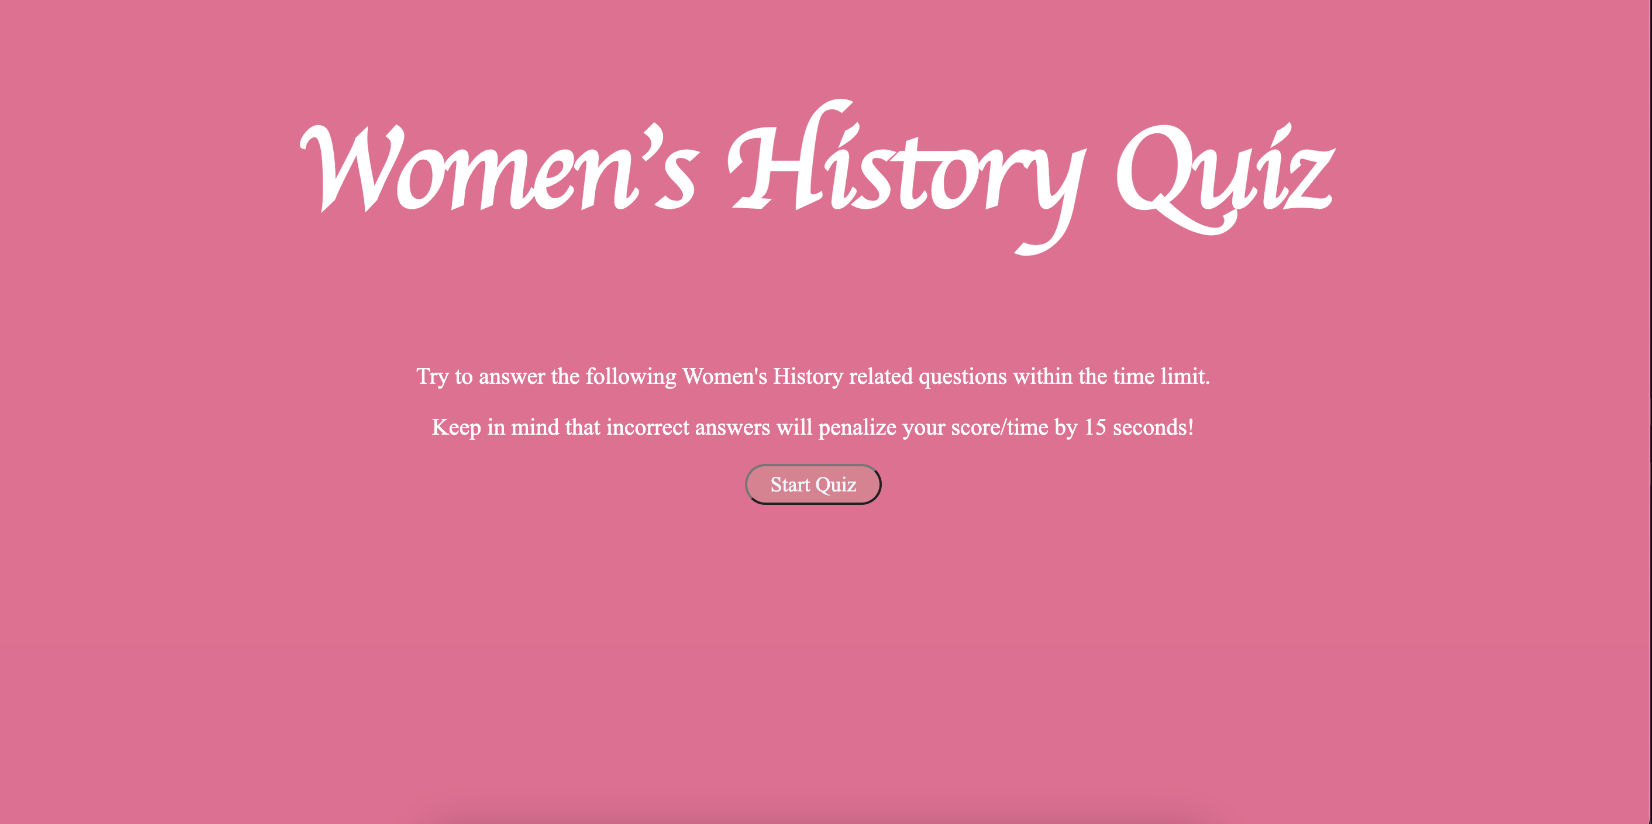 Women's History Quiz
Try to answer the following Women's History related questions within the time limit.
Keep in mind that incorrect answers will penalize your score/time by 15 seconds!
Start Quiz